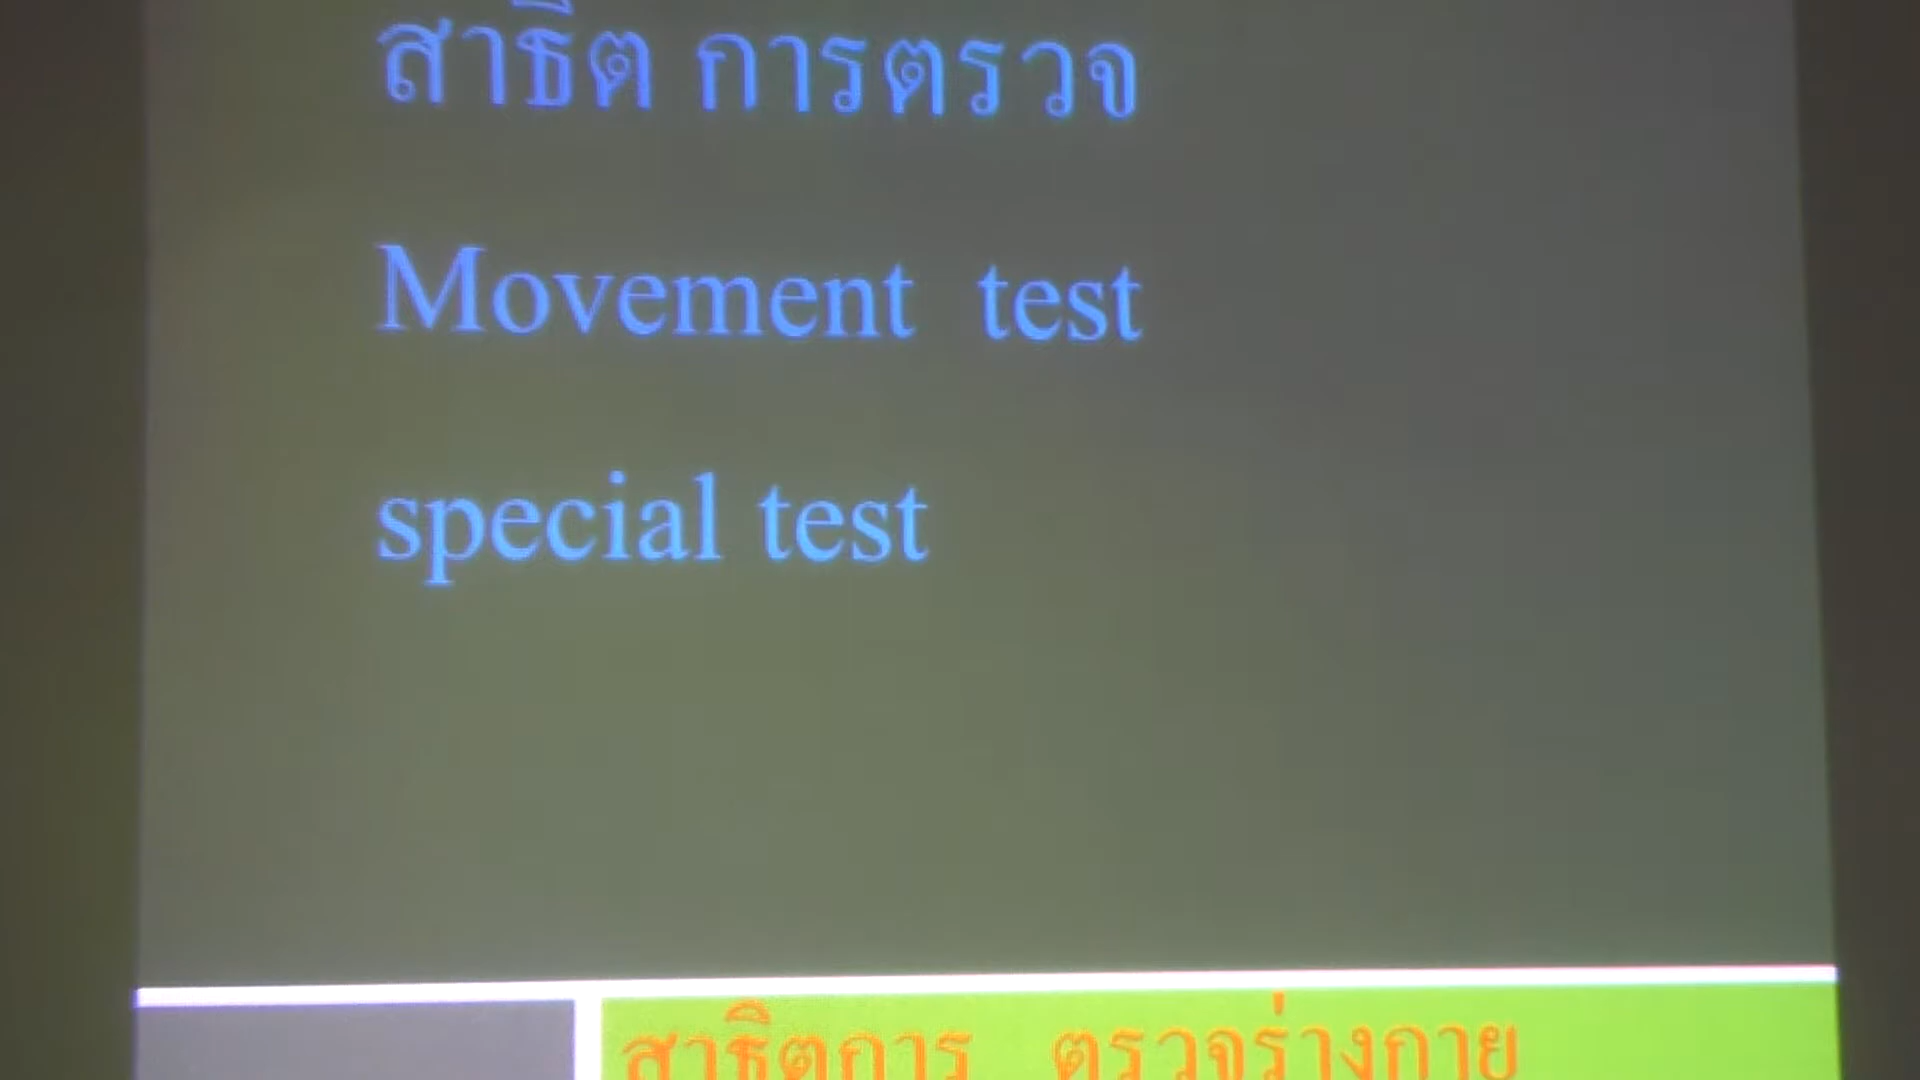 สาธิต การตรวจ
Movement test
special test
สาธิตการ ตรวจร่างกาย